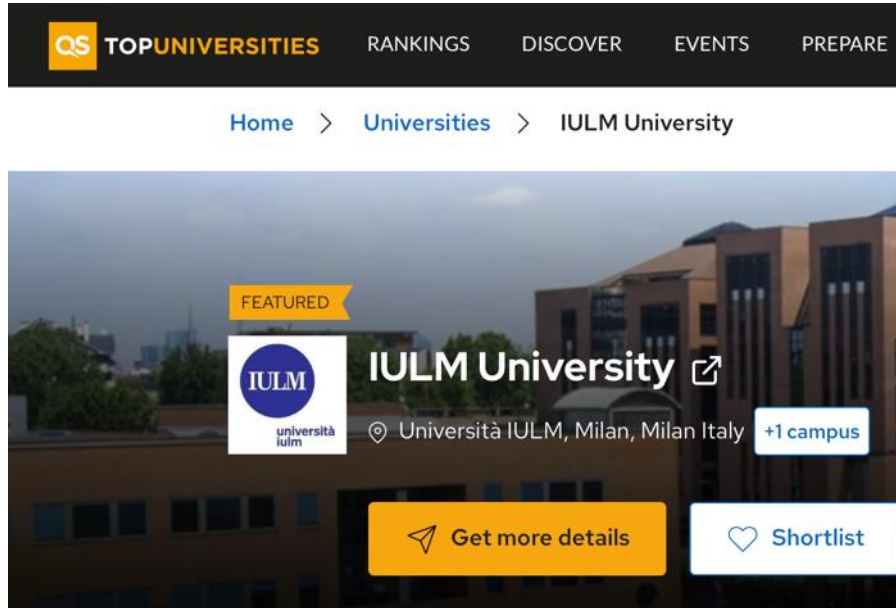 QS TOPUNIVERSITIES RANKINGS DISCOVER EVENTS PREPARE
Home > Universities > IULM University
FEATURED
IULM
università
iulm
IULM University
Università IULM, Milan, Milan Italy +1 campus
Get more details Shortlist